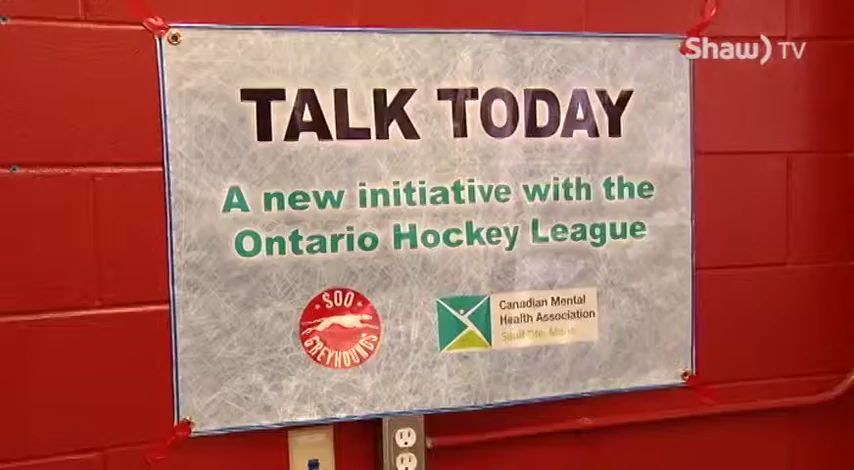 Shaw) TV
TALK TODAY
A new initiative with the
Ontario Hockey League
SOO
GREYHOUNDS
Canadian Mental
Health Association
Sault Ste. Marie